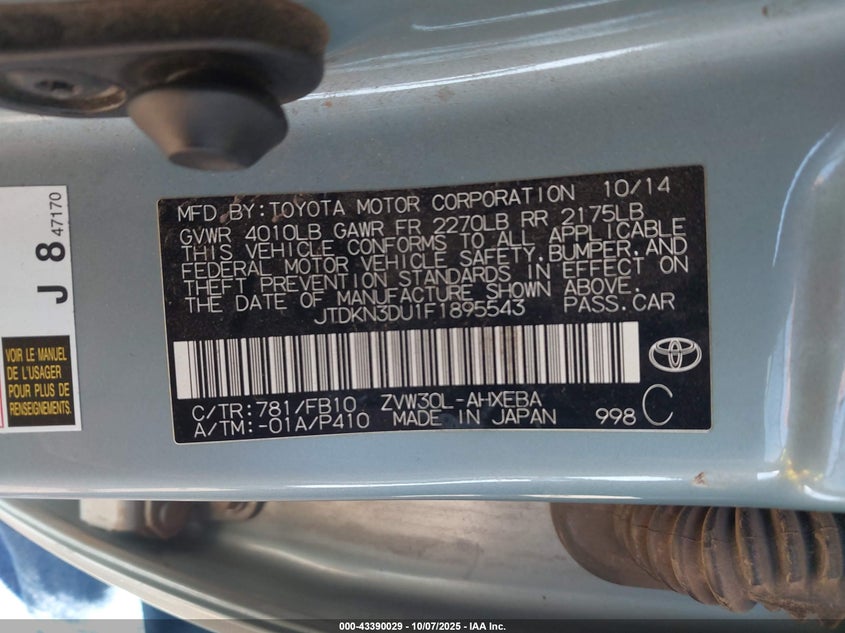 MFD BY:TOYOTA MOTOR CORPORATION 10/14
GVWR 4010LB GAWR FR 2270LB RR 2175LB
THIS VEHICLE CONFORMS TO ALL APPLICABLE
FEDERAL MOTOR VEHICLE SAFETY,BUMPER,AND
THEFT PREVENTION STANDARDS IN EFFECT ON
THE DATE OF MANUFACTURE SHOWN ABOVE.
JTDKN3DU1F1895543 PASS.CAR
C/TR:781/FB10 ZVW30L-AHXEBA
A/TM:-01A/P410 MADE IN JAPAN 998 C
J 8 47170
VOIR LE MANUEL
DE L'USAGER
POUR PLUS DE
RENSEIGNEMENTS.
000-43390029 - 10/07/2025 - IAA Inc.